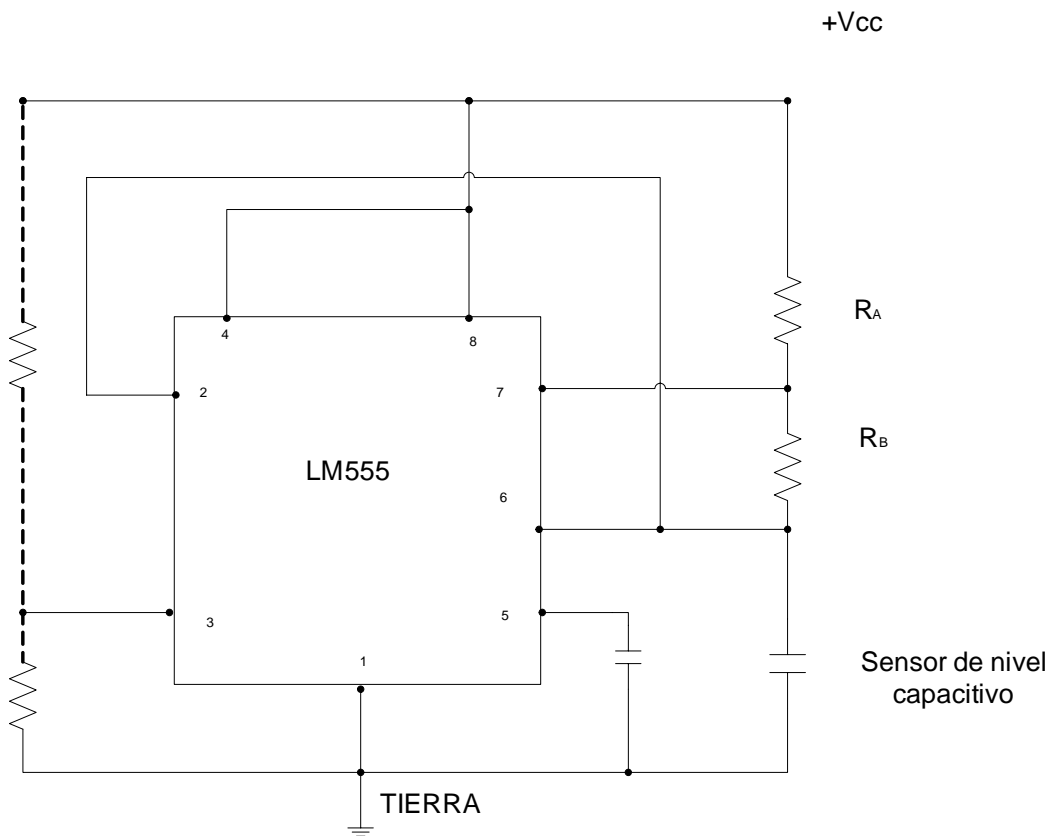 +Vcc
4
8
RA
2
7
RB
LM555
6
3
5
1
Sensor de nivel
capacitivo
TIERRA